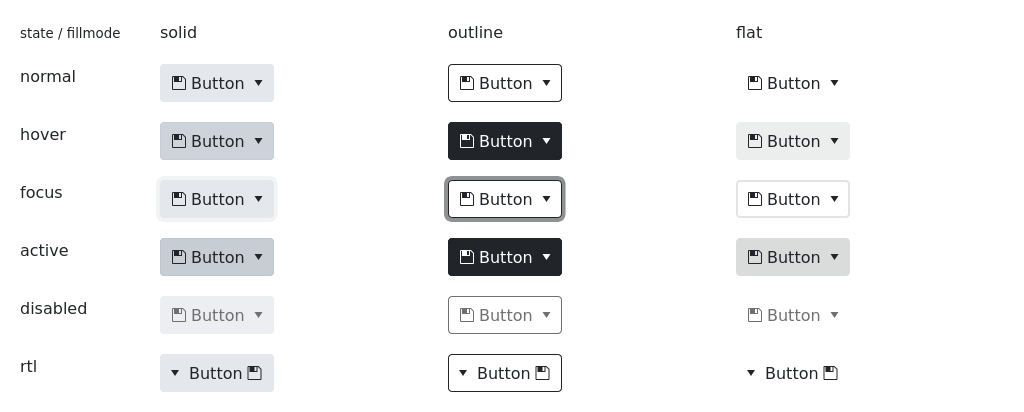 state / fillmode solid outline flat
normal Button Button Button
hover Button Button Button
focus Button Button Button
active Button Button Button
disabled Button Button Button
rtl Button Button Button